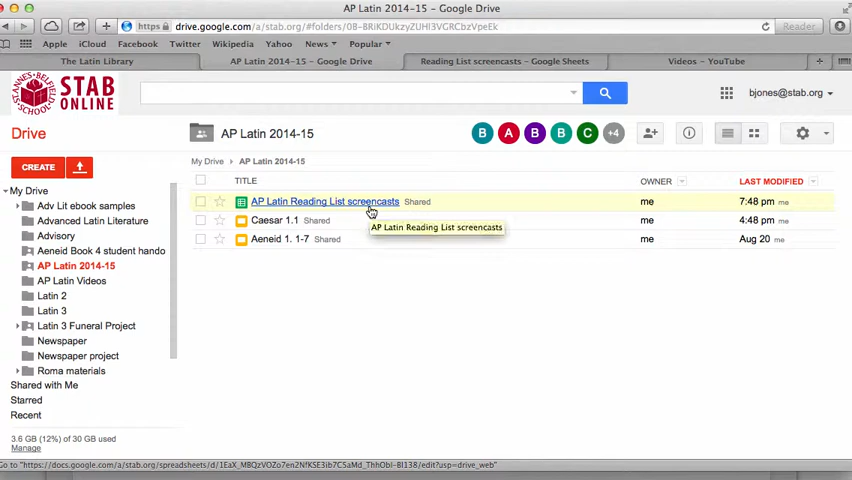 AP Latin 2014-15 - Google Drive
https drive.google.com/a/stab.org/#folders/0B-BRiKDUkzyZUHl3VGRCbzVpeEk Reader
Apple iCloud Facebook Twitter Wikipedia Yahoo News Popular
The Latin Library AP Latin 2014-15 - Google Drive Reading List screencasts - Google Sheets Videos - YouTube
ST. ANNE'S-BELFIELD SCHOOL
STAB
ONLINE
bjones@stab.org
Drive
AP Latin 2014-15
B A B B C +4
CREATE
My Drive AP Latin 2014-15
TITLE OWNER LAST MODIFIED
AP Latin Reading List screencasts Shared me 7:48 pm me
Caesar 1.1 Shared me 4:48 pm me
AP Latin Reading List screencasts
Aeneid 1. 1-7 Shared me Aug 20 me
My Drive
Adv Lit ebook samples
Advanced Latin Literature
Advisory
Aeneid Book 4 student hando
AP Latin 2014-15
AP Latin Videos
Latin 2
Latin 3
Latin 3 Funeral Project
Newspaper
Newspaper project
Roma materials
Shared with Me
Starred
Recent
3.6 GB (12%) of 30 GB used
Manage